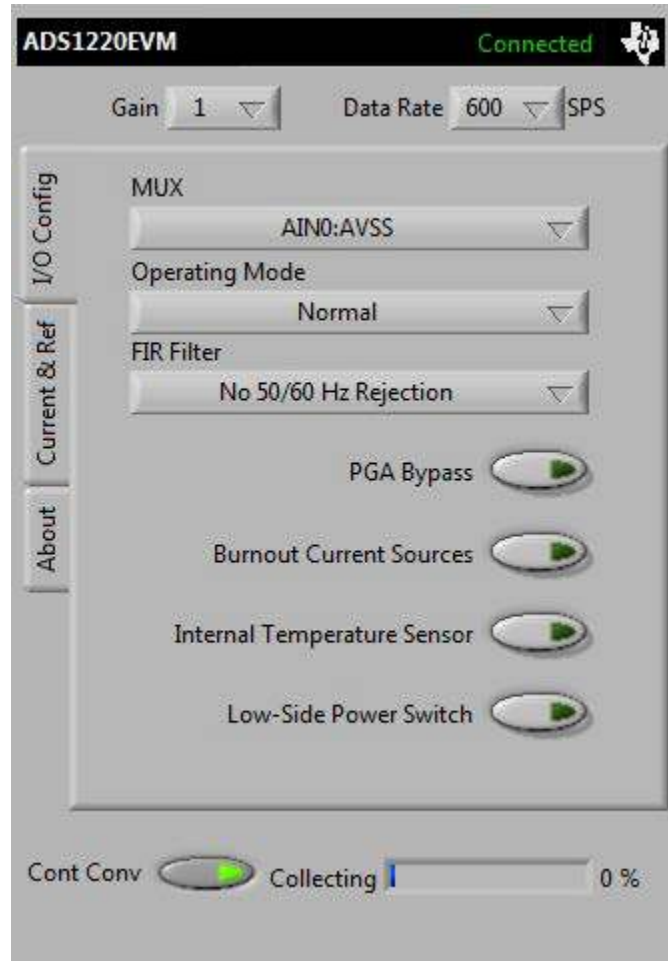 ADS1220EVM Connected
Gain 1 Data Rate 600 SPS
I/O Config
Current & Ref
About
MUX
AIN0:AVSS
Operating Mode
Normal
FIR Filter
No 50/60 Hz Rejection
PGA Bypass
Burnout Current Sources
Internal Temperature Sensor
Low-Side Power Switch
Cont Conv Collecting 0 %